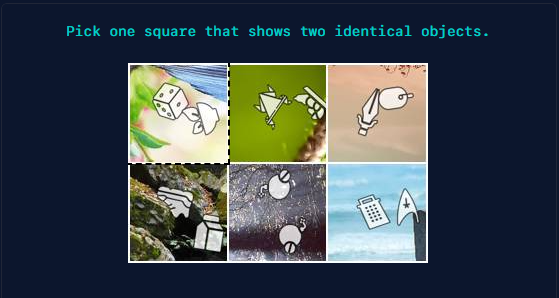 Pick one square that shows two identical objects.